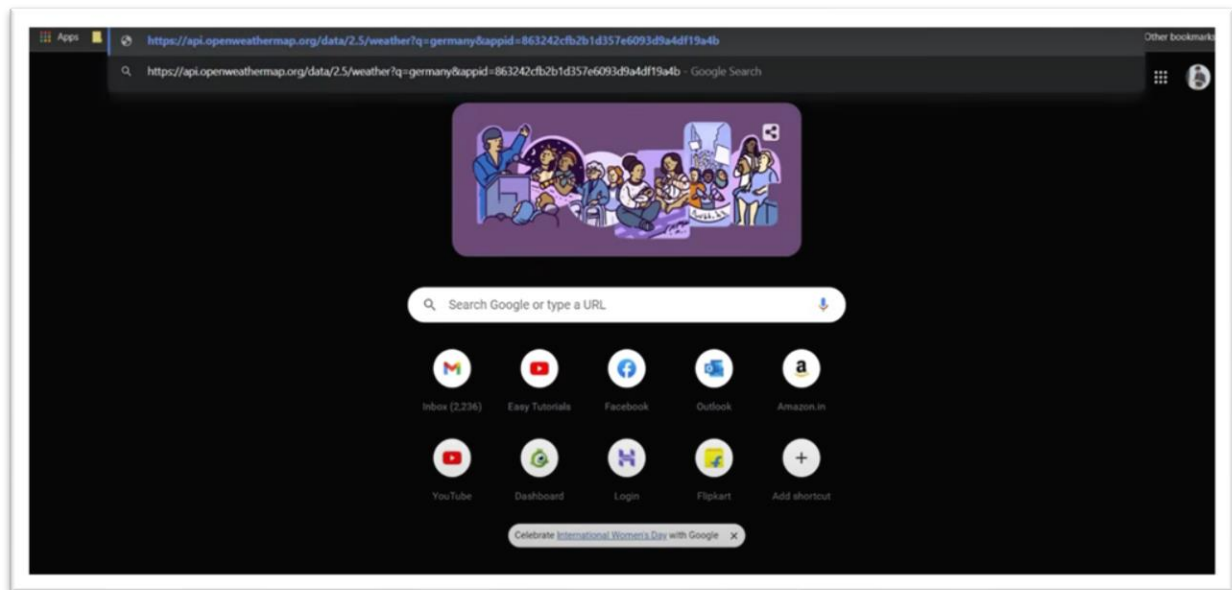 Apps
https://api.openweathermap.org/data/2.5/weather?q=germany&appid=863242cfb2b1d357e6093d9a4df19a4b
Other bookmarks
https://api.openweathermap.org/data/2.5/weather?q=germany&appid=863242cfb2b1d357e6093d9a4df19a4b - Google Search
Search Google or type a URL
Inbox (2,236) Easy Tutorials Facebook Outlook Amazon.in
YouTube Dashboard Login Flipkart Add shortcut
Celebrate International Women's Day with Google X